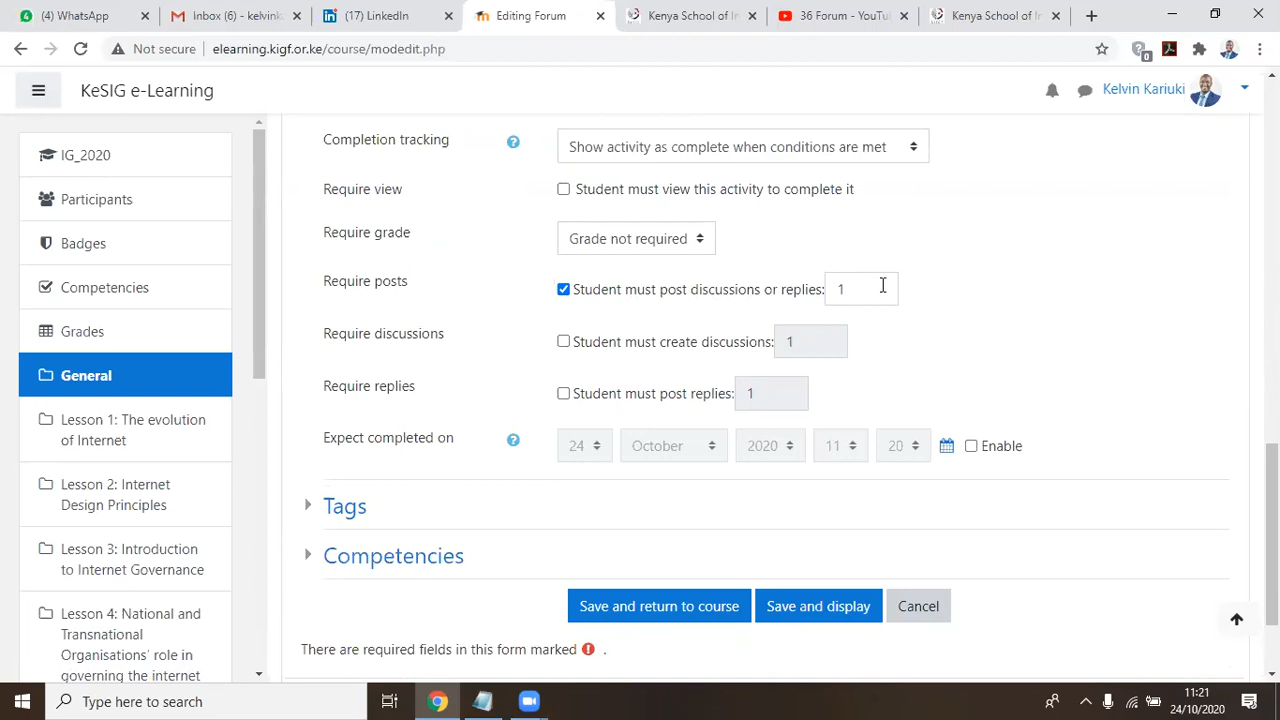 (4) WhatsApp
Inbox (6) - kelvink
(17) LinkedIn
Editing Forum
Kenya School of In
36 Forum - YouTu
Kenya School of In
Not secure
elearning.kigf.or.ke/course/modedit.php
0
KeSIG e-Learning
Kelvin Kariuki
IG_2020
Participants
Badges
Competencies
Grades
General
Lesson 1: The evolution
of Internet
Lesson 2: Internet
Design Principles
Lesson 3: Introduction
to Internet Governance
Lesson 4: National and
Transnational
Organisations' role in
governing the internet
Completion tracking
Show activity as complete when conditions are met
Require view
Student must view this activity to complete it
Require grade
Grade not required
Require posts
Student must post discussions or replies: 1
Require discussions
Student must create discussions: 1
Require replies
Student must post replies: 1
Expect completed on
24 October 2020 11 20 Enable
Tags
Competencies
Save and return to course Save and display Cancel
There are required fields in this form marked .
Type here to search
11:21
24/10/2020